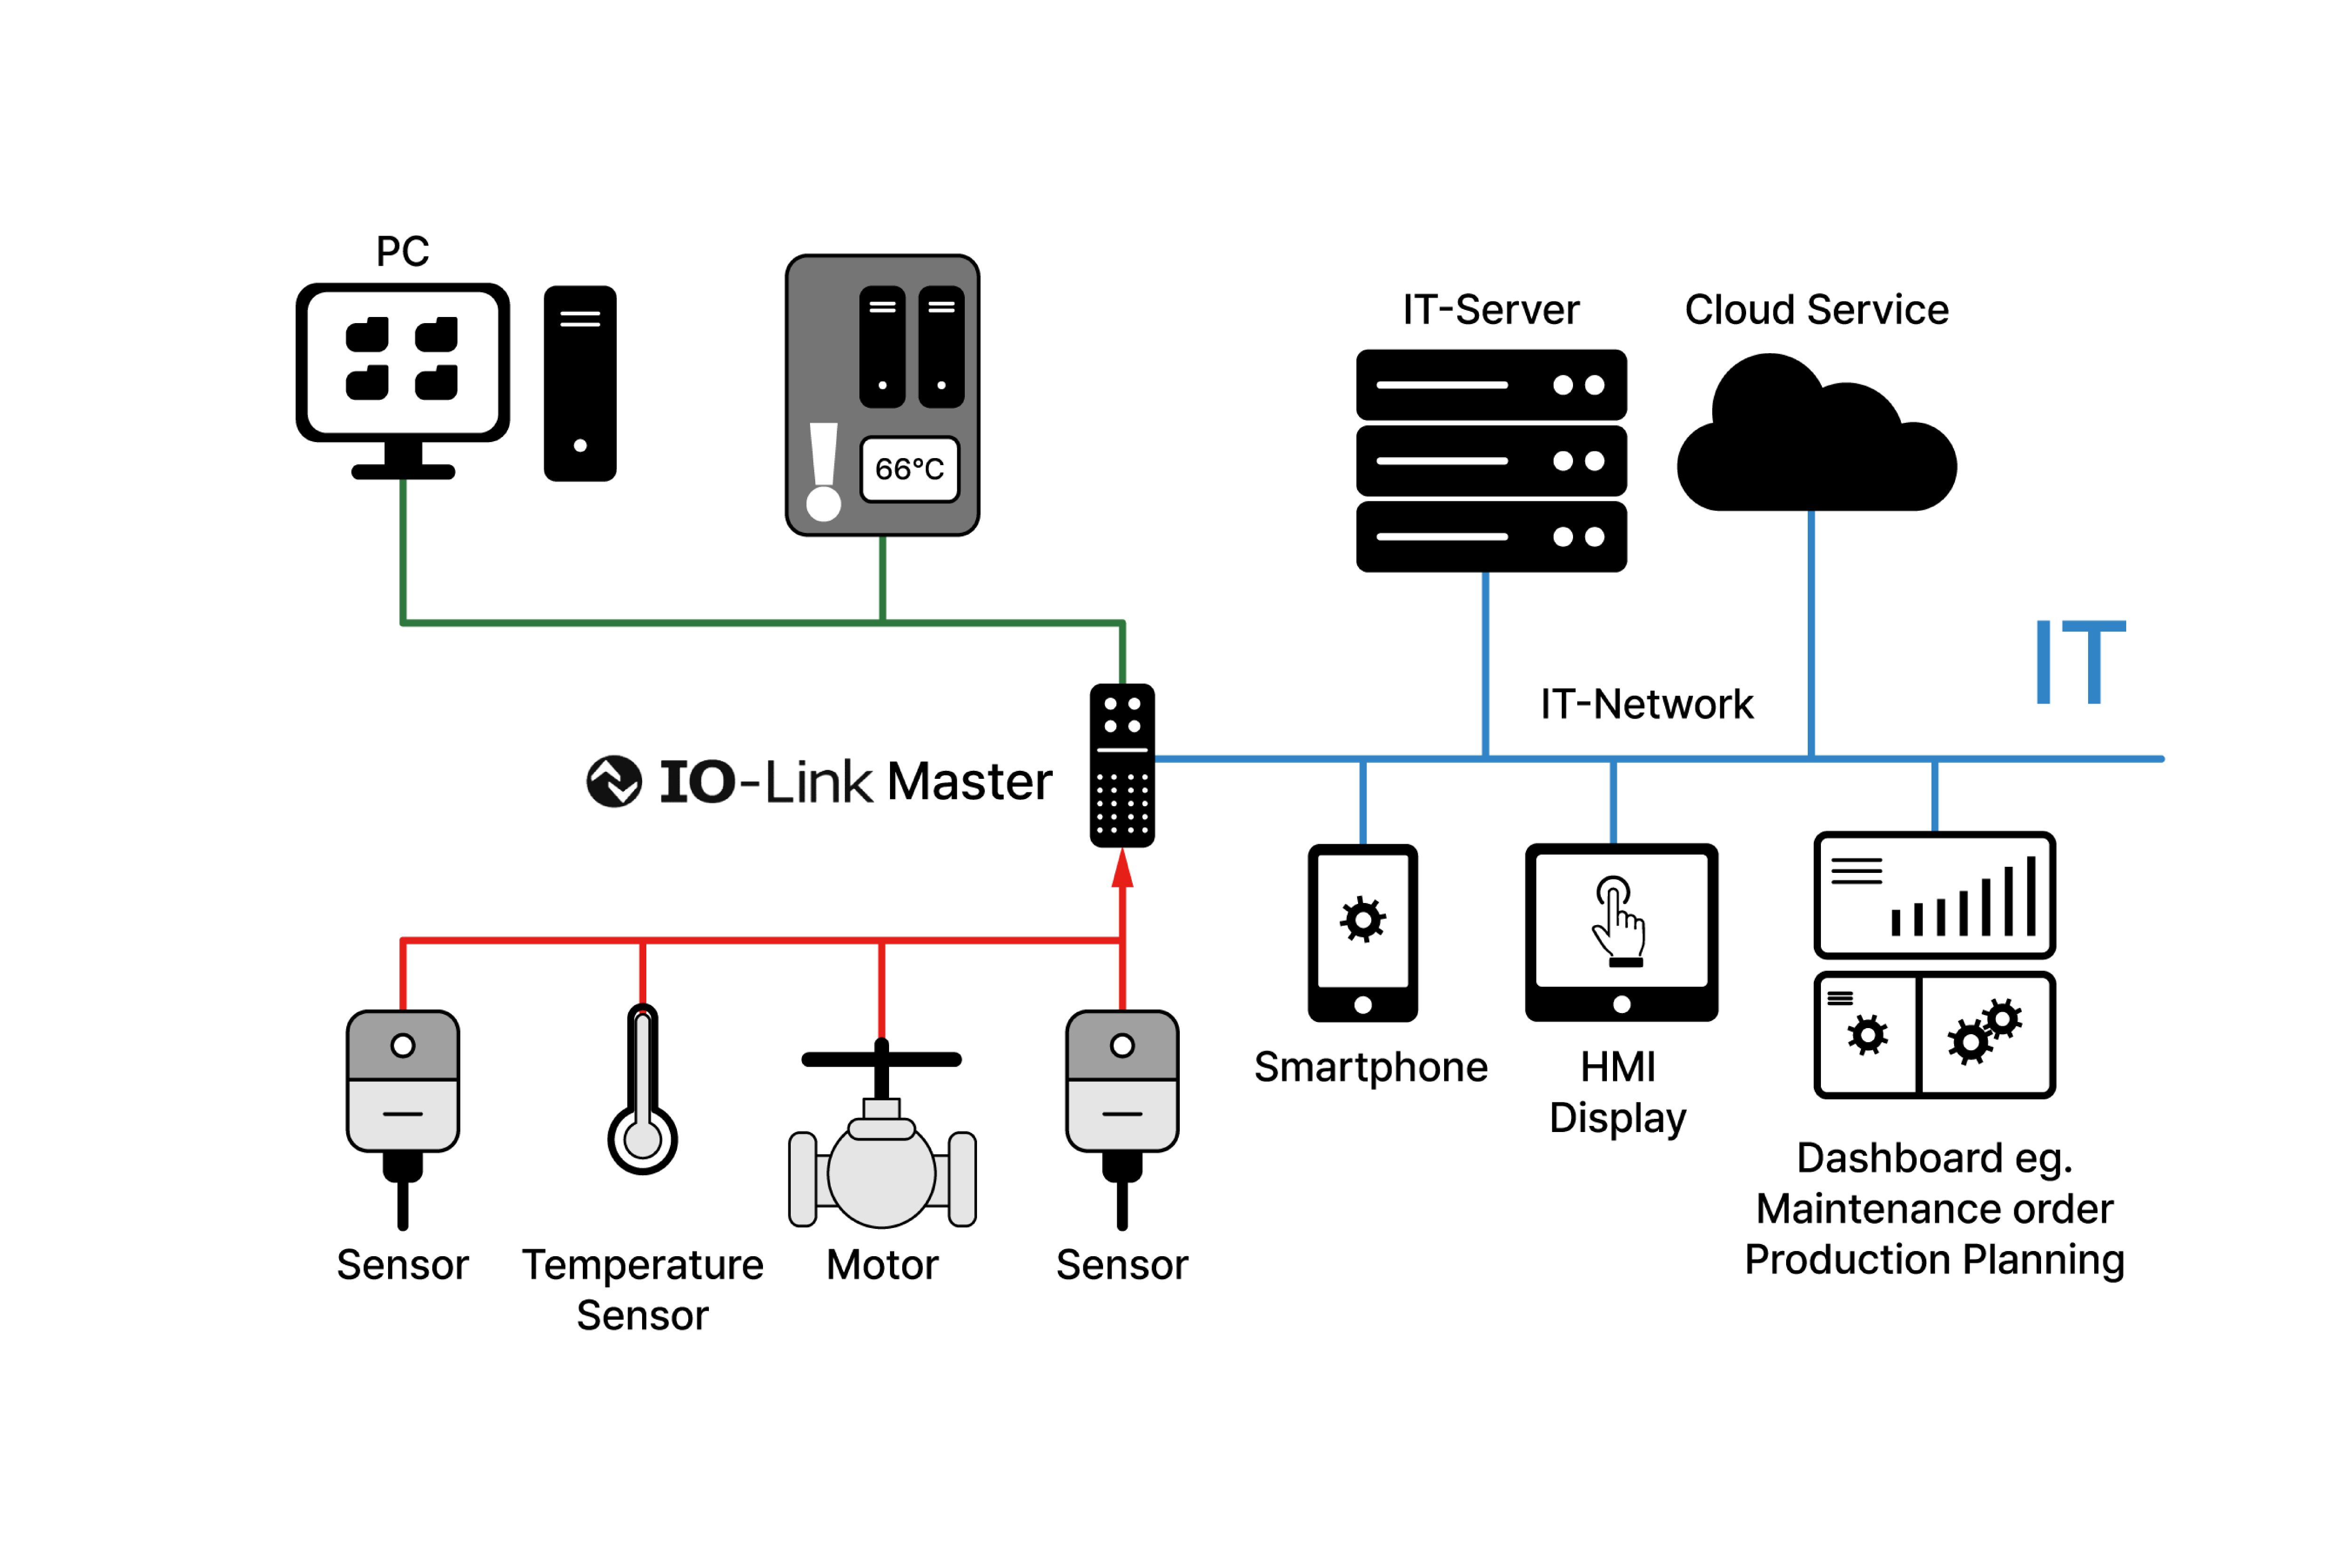 PC
66°C
IT-Server
Cloud Service
IT
IT-Network
IO-Link Master
Smartphone
HMI
Display
Dashboard eg.
Maintenance order
Production Planning
Sensor
Temperature
Sensor
Motor
Sensor